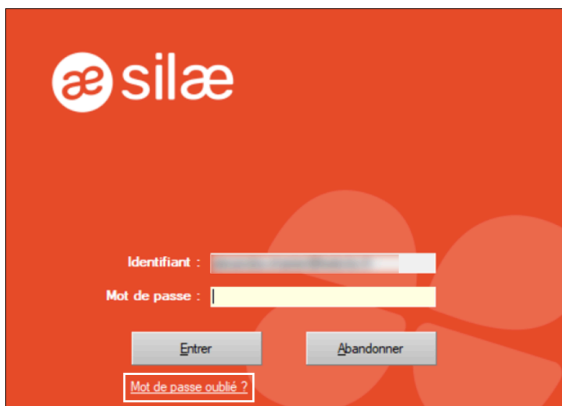 æ silæ
Identifiant :
Mot de passe :
Entrer Abandonner
Mot de passe oublié ?